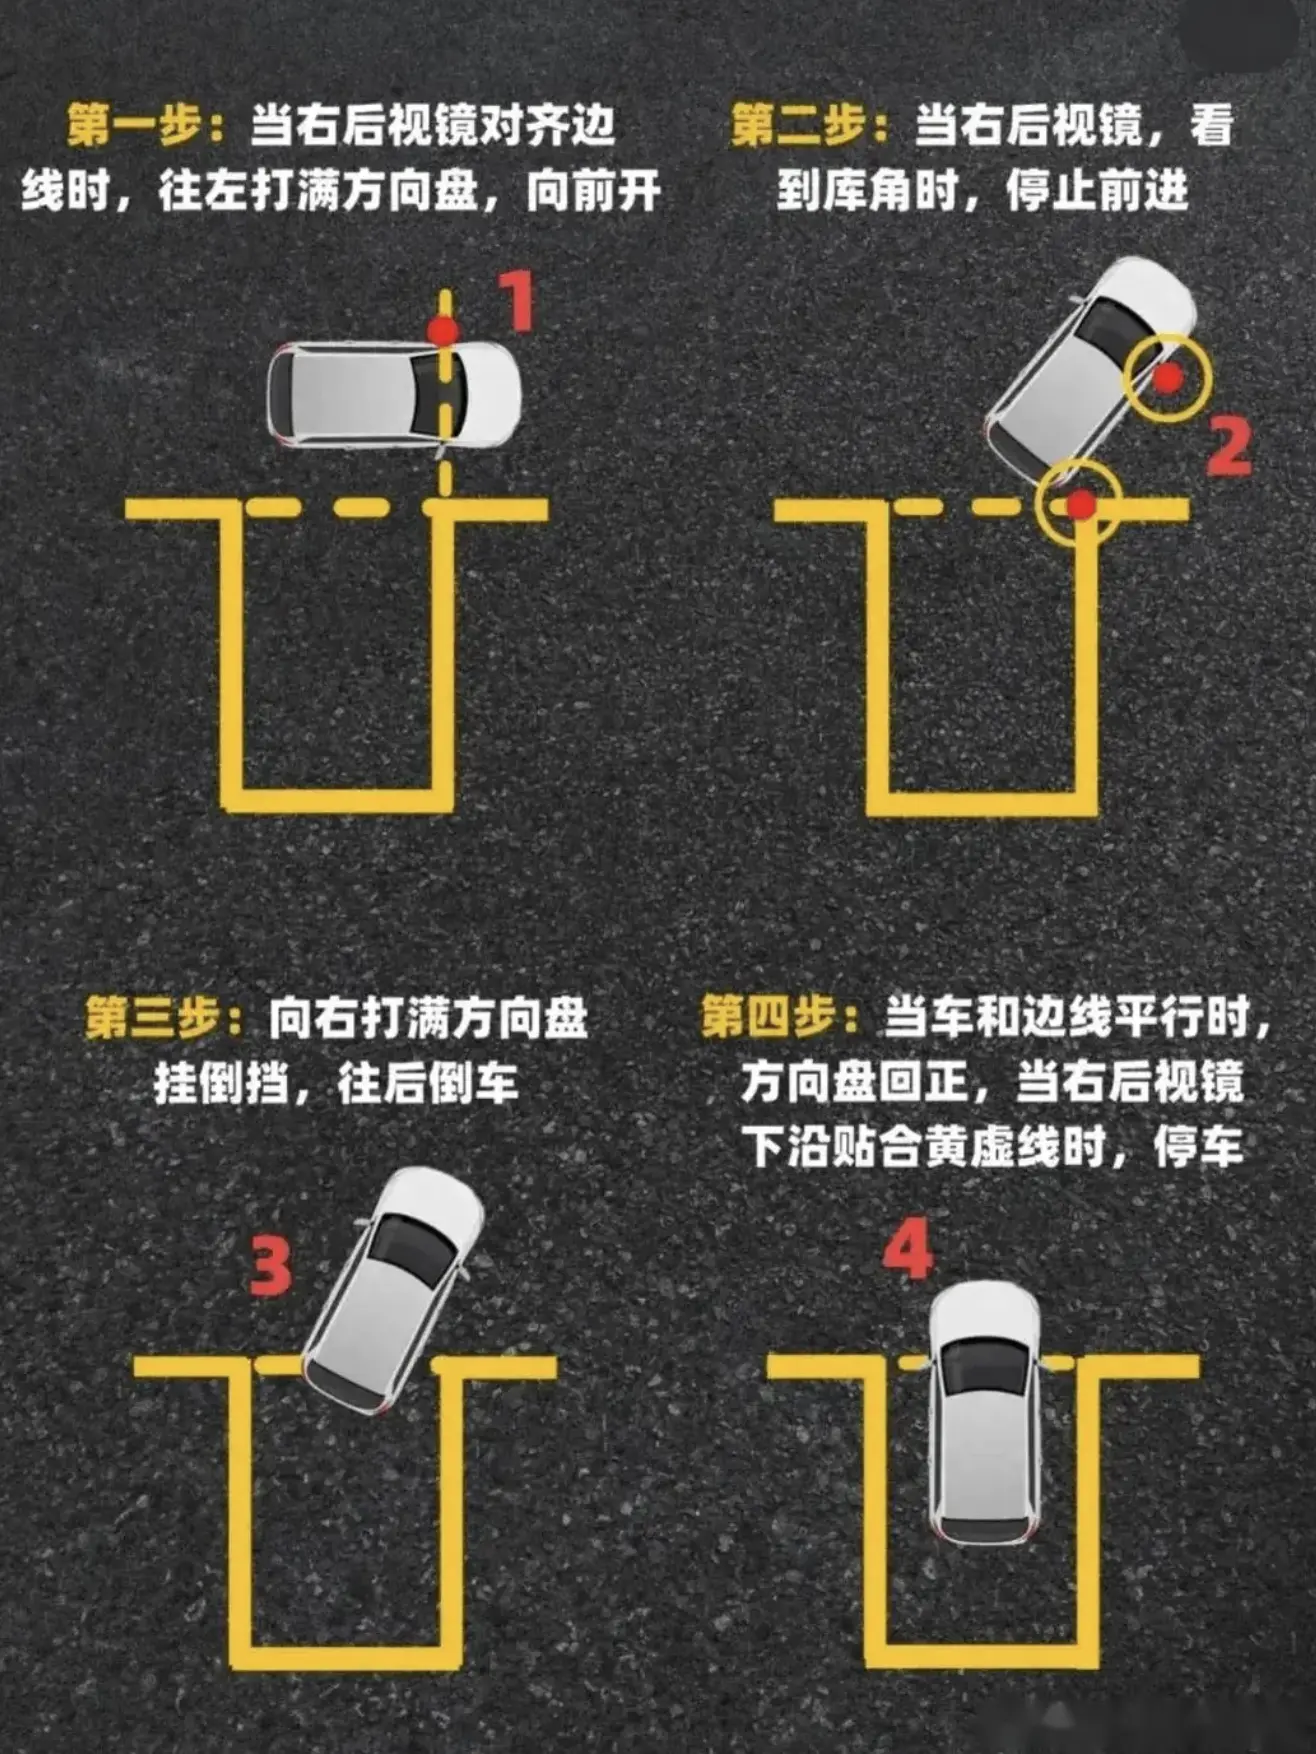 第一步：当右后视镜对齐边
线时，往左打满方向盘，向前开
1
第二步：当右后视镜，看
到库角时，停止前进
2
第三步：向右打满方向盘
挂倒挡，往后倒车
3
第四步：当车和边线平行时，
方向盘回正，当右后视镜
下沿贴合黄虚线时，停车
4